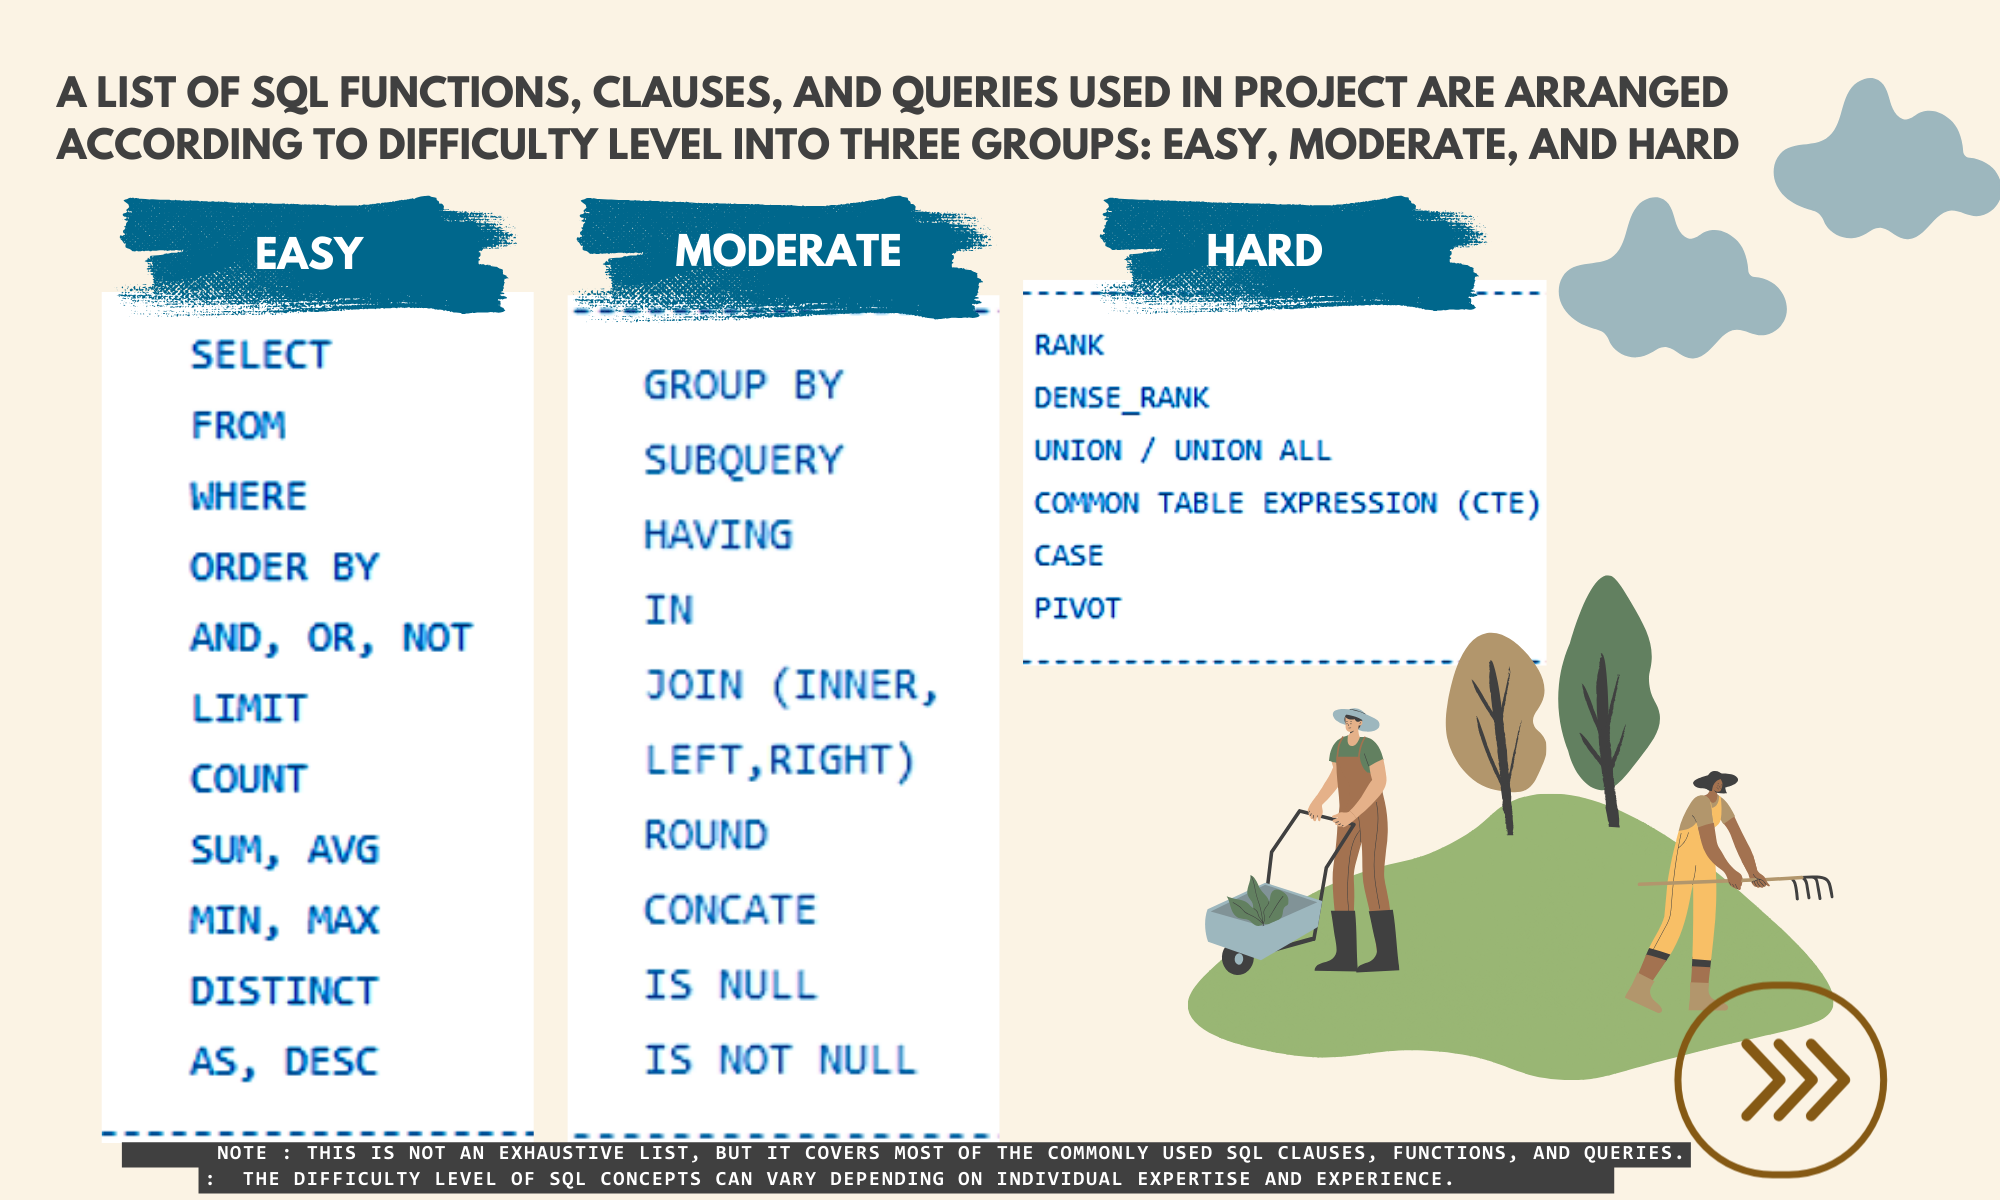 A LIST OF SQL FUNCTIONS, CLAUSES, AND QUERIES USED IN PROJECT ARE ARRANGED
ACCORDING TO DIFFICULTY LEVEL INTO THREE GROUPS: EASY, MODERATE, AND HARD
EASY
SELECT
FROM
WHERE
ORDER BY
AND, OR, NOT
LIMIT
COUNT
SUM, AVG
MIN, MAX
DISTINCT
AS, DESC
MODERATE
GROUP BY
SUBQUERY
HAVING
IN
JOIN (INNER,
LEFT,RIGHT)
ROUND
CONCATE
IS NULL
IS NOT NULL
HARD
RANK
DENSE_RANK
UNION / UNION ALL
COMMON TABLE EXPRESSION (CTE)
CASE
PIVOT
NOTE : THIS IS NOT AN EXHAUSTIVE LIST, BUT IT COVERS MOST OF THE COMMONLY USED SQL CLAUSES, FUNCTIONS, AND QUERIES.
: THE DIFFICULTY LEVEL OF SQL CONCEPTS CAN VARY DEPENDING ON INDIVIDUAL EXPERTISE AND EXPERIENCE.